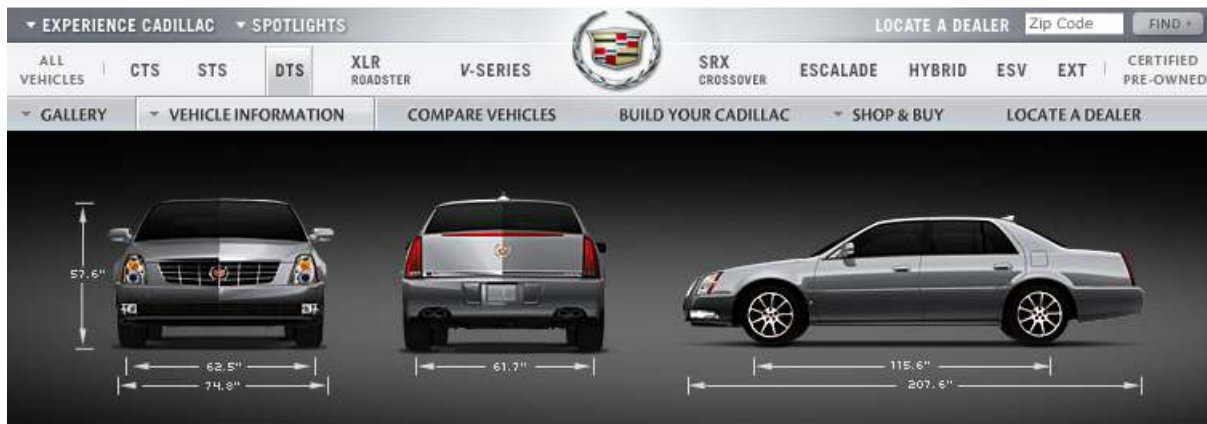 EXPERIENCE CADILLAC SPOTLIGHTS LOCATE A DEALER Zip Code FIND
ALL VEHICLES CTS STS DTS XLR ROADSTER V-SERIES SRX CROSSOVER ESCALADE HYBRID ESV EXT CERTIFIED PRE-OWNED
GALLERY VEHICLE INFORMATION COMPARE VEHICLES BUILD YOUR CADILLAC SHOP & BUY LOCATE A DEALER
57.6"
62.5" 61.7" 115.6"
74.8" 207.6"